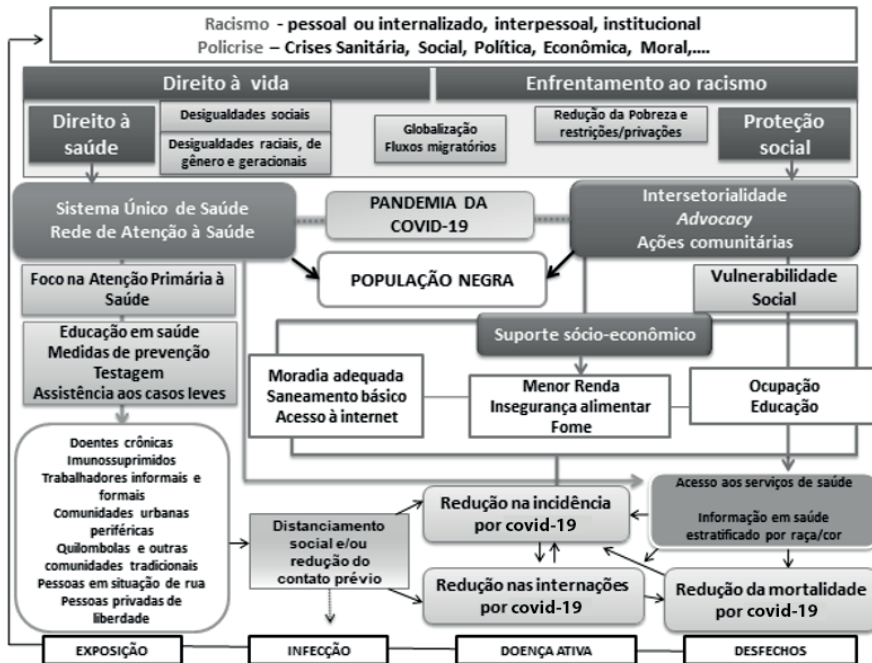 Racismo - pessoal ou internalizado, interpessoal, institucional
Policrise – Crises Sanitária, Social, Política, Econômica, Moral,....
Direito à vida
Enfrentamento ao racismo
Direito à
saúde
Desigualdades sociais
Desigualdades raciais, de
gênero e geracionais
Globalização
Fluxos migratórios
Redução da Pobreza e
restrições/privações
Proteção
social
Sistema Único de Saúde
Rede de Atenção à Saúde
PANDEMIA DA
COVID-19
Intersetorialidade
Advocacy
Ações comunitárias
POPULAÇÃO NEGRA
Foco na Atenção Primária à
Saúde
Vulnerabilidade
Social
Educação em saúde
Medidas de prevenção
Testagem
Assistência aos casos leves
Suporte sócio-econômico
Moradia adequada
Saneamento básico
Acesso à internet
Menor Renda
Insegurança alimentar
Fome
Ocupação
Educação
Doentes crônicas
Imunossuprimidos
Trabalhadores informais e
formais
Comunidades urbanas
periféricas
Quilombolas e outras
comunidades tradicionais
Pessoas em situação de rua
Pessoas privadas de
liberdade
Distanciamento
social e/ou
redução do
contato prévio
Redução na incidência
por covid-19
Acesso aos serviços de saúde
Informação em saúde
estratificado por raça/cor
Redução nas internações
por covid-19
Redução da mortalidade
por covid-19
EXPOSIÇÃO
INFECÇÃO
DOENÇA ATIVA
DESFECHOS